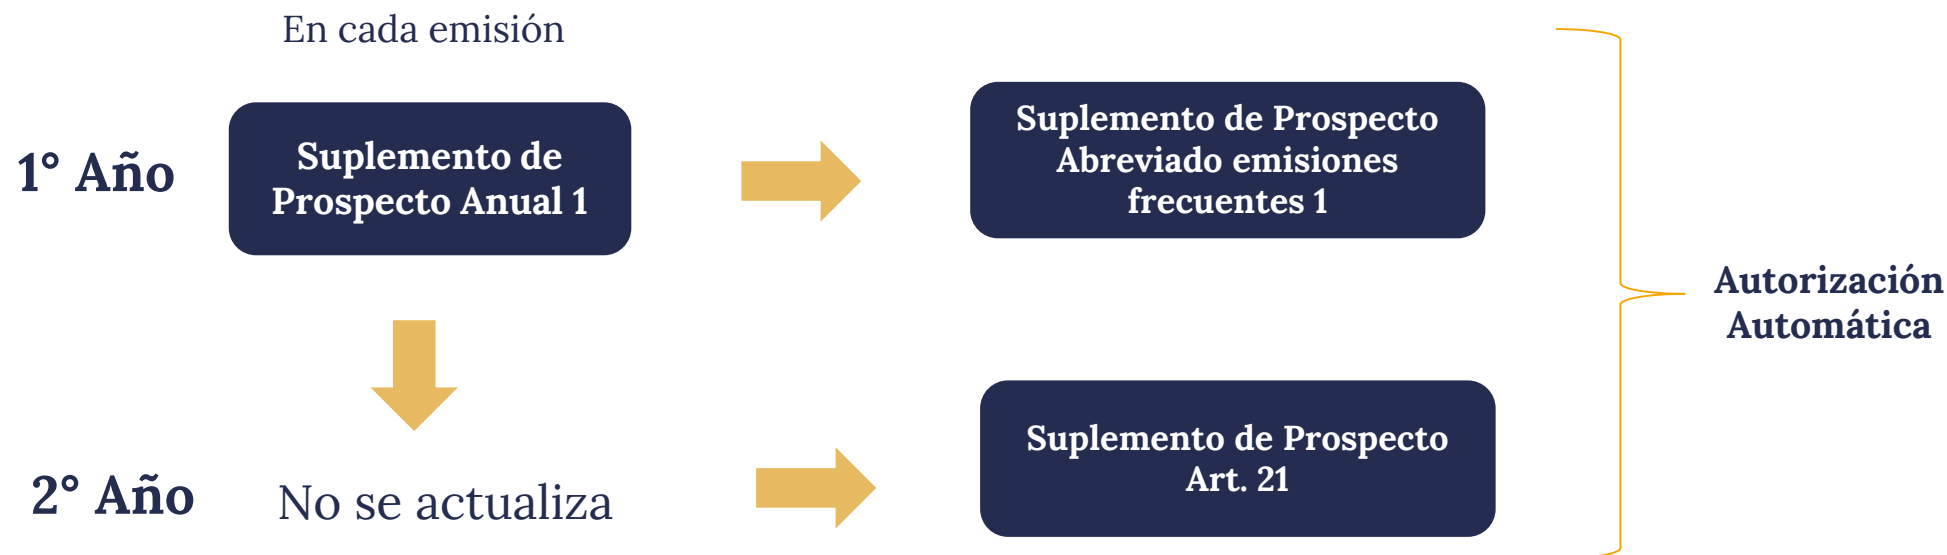 En cada emisión
1° Año
Suplemento de
Prospecto Anual 1
Suplemento de Prospecto
Abreviado emisiones
frecuentes 1
Autorización
Automática
2° Año
No se actualiza
Suplemento de Prospecto
Art. 21